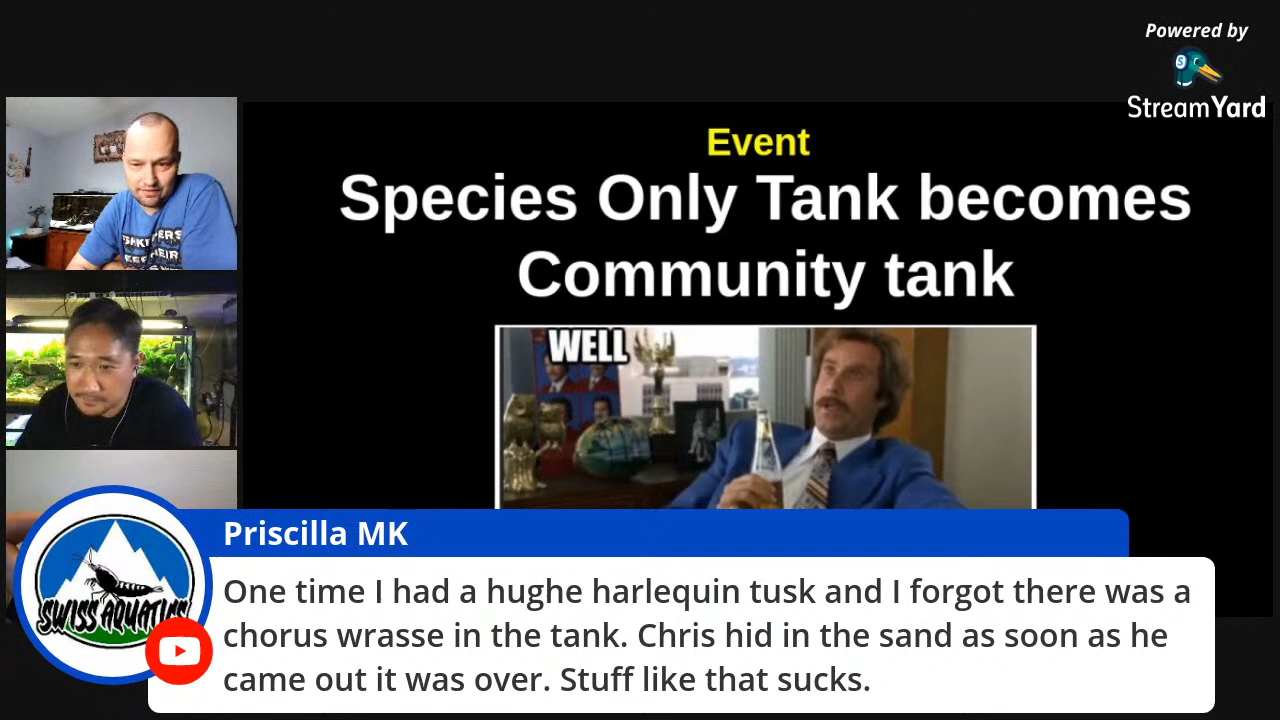 Powered by
StreamYard
Event
Species Only Tank becomes
Community tank
WELL
Priscilla MK
One time I had a hughe harlequin tusk and I forgot there was a
chorus wrasse in the tank. Chris hid in the sand as soon as he
came out it was over. Stuff like that sucks.
SWISS AQUATICS